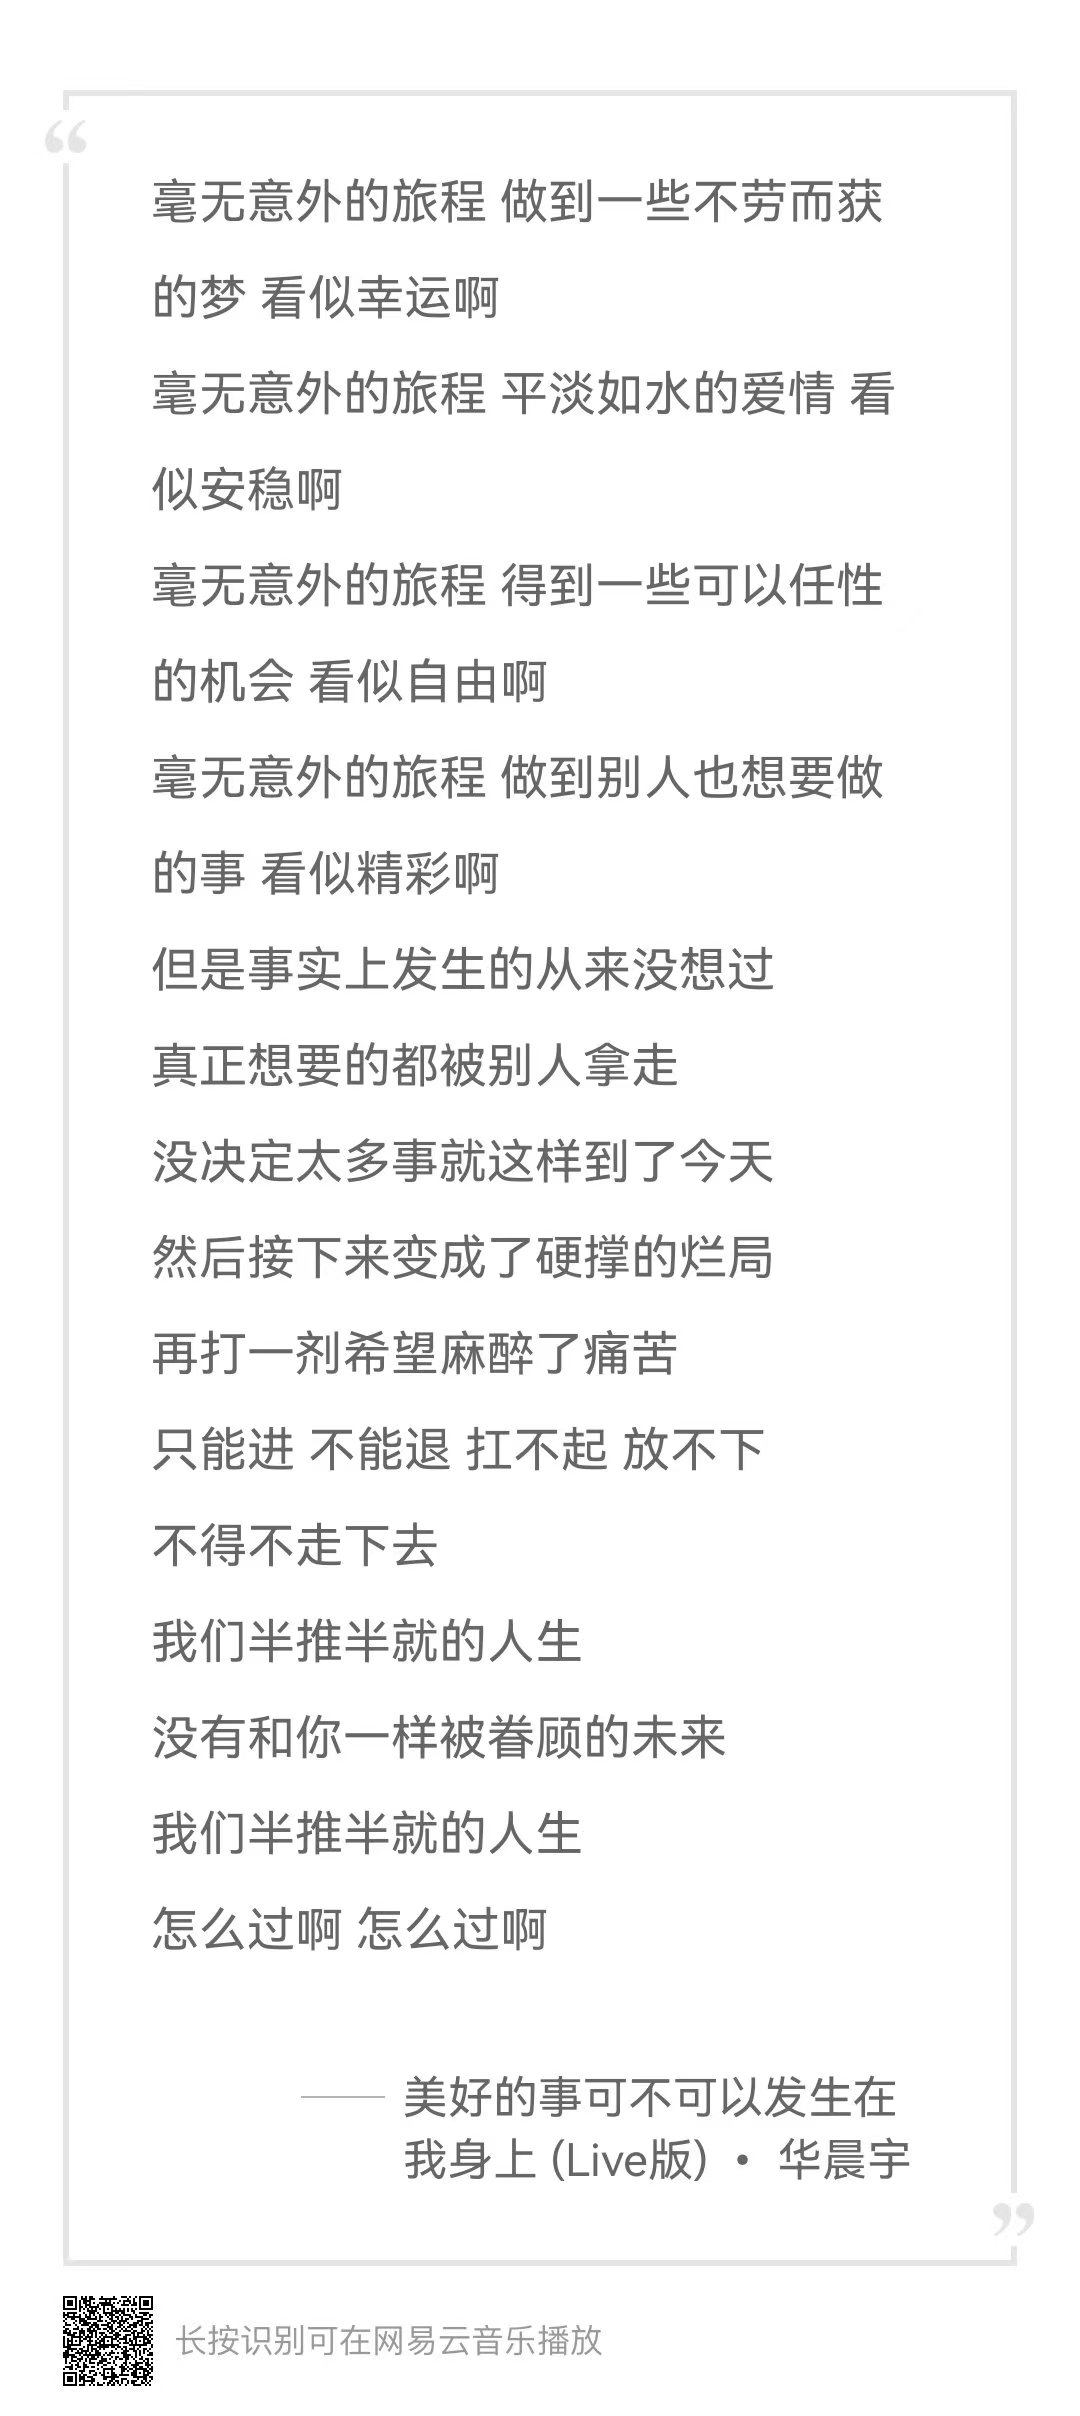 “
毫无意外的旅程 做到一些不劳而获
的梦 看似幸运啊
毫无意外的旅程 平淡如水的爱情 看
似安稳啊
毫无意外的旅程 得到一些可以任性
的机会 看似自由啊
毫无意外的旅程 做到别人也想要做
的事 看似精彩啊
但是事实上发生的从来没想过
真正想要的都被别人拿走
没决定太多事就这样到了今天
然后接下来变成了硬撑的烂局
再打一剂希望麻醉了痛苦
只能进 不能退 扛不起 放不下
不得不走下去
我们半推半就的人生
没有和你一样被眷顾的未来
我们半推半就的人生
怎么过啊 怎么过啊
—— 美好的事可不可以发生在
我身上 (Live版) • 华晨宇
”
长按识别可在网易云音乐播放